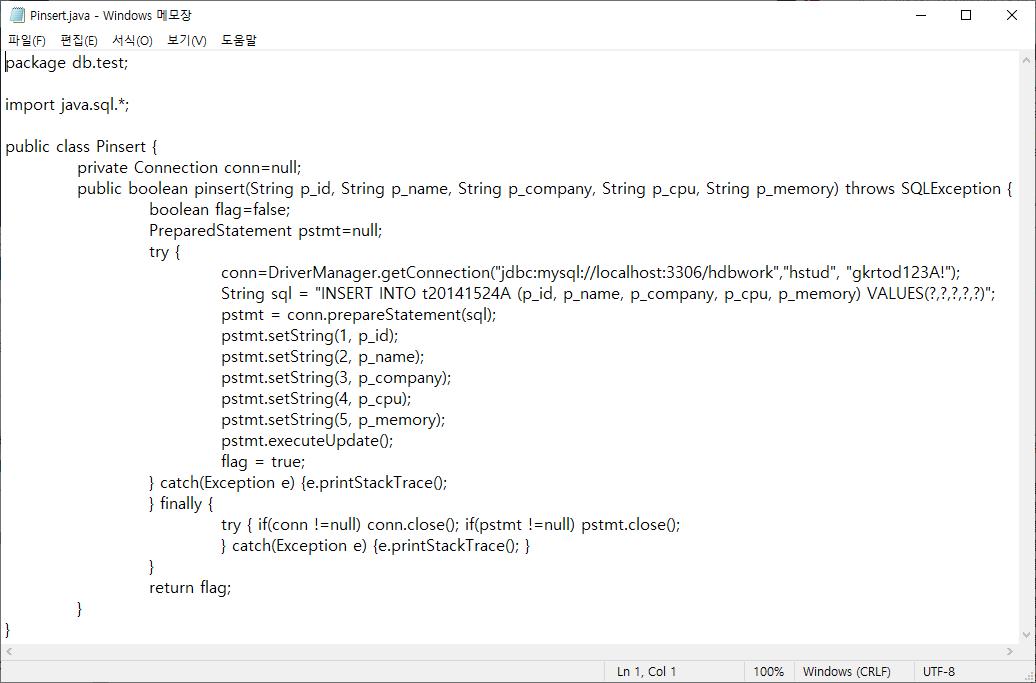 Pinsert.java - Windows 메모장
파일(F) 편집(E) 서식(O) 보기(V) 도움말
package db.test;
import java.sql.*;
public class Pinsert {
private Connection conn=null;
public boolean pinsert(String p_id, String p_name, String p_company, String p_cpu, String p_memory) throws SQLException {
boolean flag=false;
PreparedStatement pstmt=null;
try {
conn=DriverManager.getConnection("jdbc:mysql://localhost:3306/hdbwork","hstud", "gkrtod123A!");
String sql = "INSERT INTO t20141524A (p_id, p_name, p_company, p_cpu, p_memory) VALUES(?,?,?,?,?)";
pstmt = conn.prepareStatement(sql);
pstmt.setString(1, p_id);
pstmt.setString(2, p_name);
pstmt.setString(3, p_company);
pstmt.setString(4, p_cpu);
pstmt.setString(5, p_memory);
pstmt.executeUpdate();
flag = true;
} catch(Exception e) {e.printStackTrace();
} finally {
try { if(conn !=null) conn.close(); if(pstmt !=null) pstmt.close();
} catch(Exception e) {e.printStackTrace(); }
}
return flag;
}
}
Ln 1, Col 1 100% Windows (CRLF) UTF-8